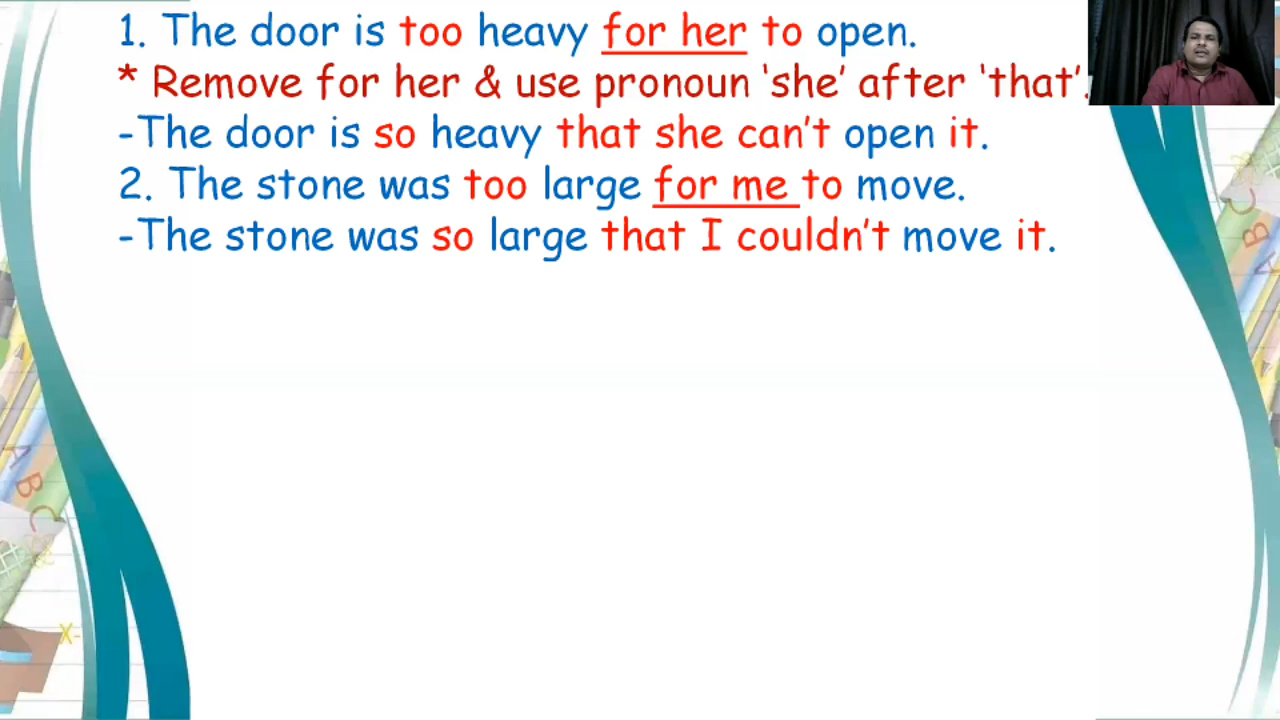 1. The door is too heavy for her to open.
* Remove for her & use pronoun ‘she’ after ‘that’.
-The door is so heavy that she can’t open it.
2. The stone was too large for me to move.
-The stone was so large that I couldn’t move it.
A B C
X-
C
B
A